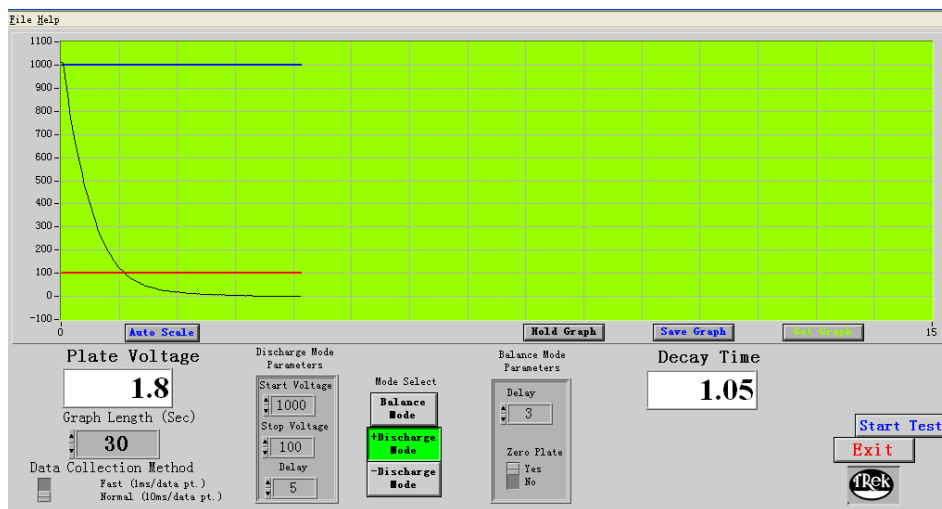 File Help
1100
1000
900
800
700
600
500
400
300
200
100
0
-100
0
15
Auto Scale
Hold Graph
Save Graph
Get Graph
Plate Voltage
1.8
Graph Length (Sec)
30
Data Collection Method
Fast (1ms/data pt.)
Normal (10ms/data pt.)
Discharge Mode
Parameters
Start Voltage
1000
Stop Voltage
100
Delay
5
Mode Select
Balance
Mode
+Discharge
Mode
-Discharge
Mode
Balance Mode
Parameters
Delay
3
Zero Plate
Yes
No
Decay Time
1.05
Start Test
Exit
TRek